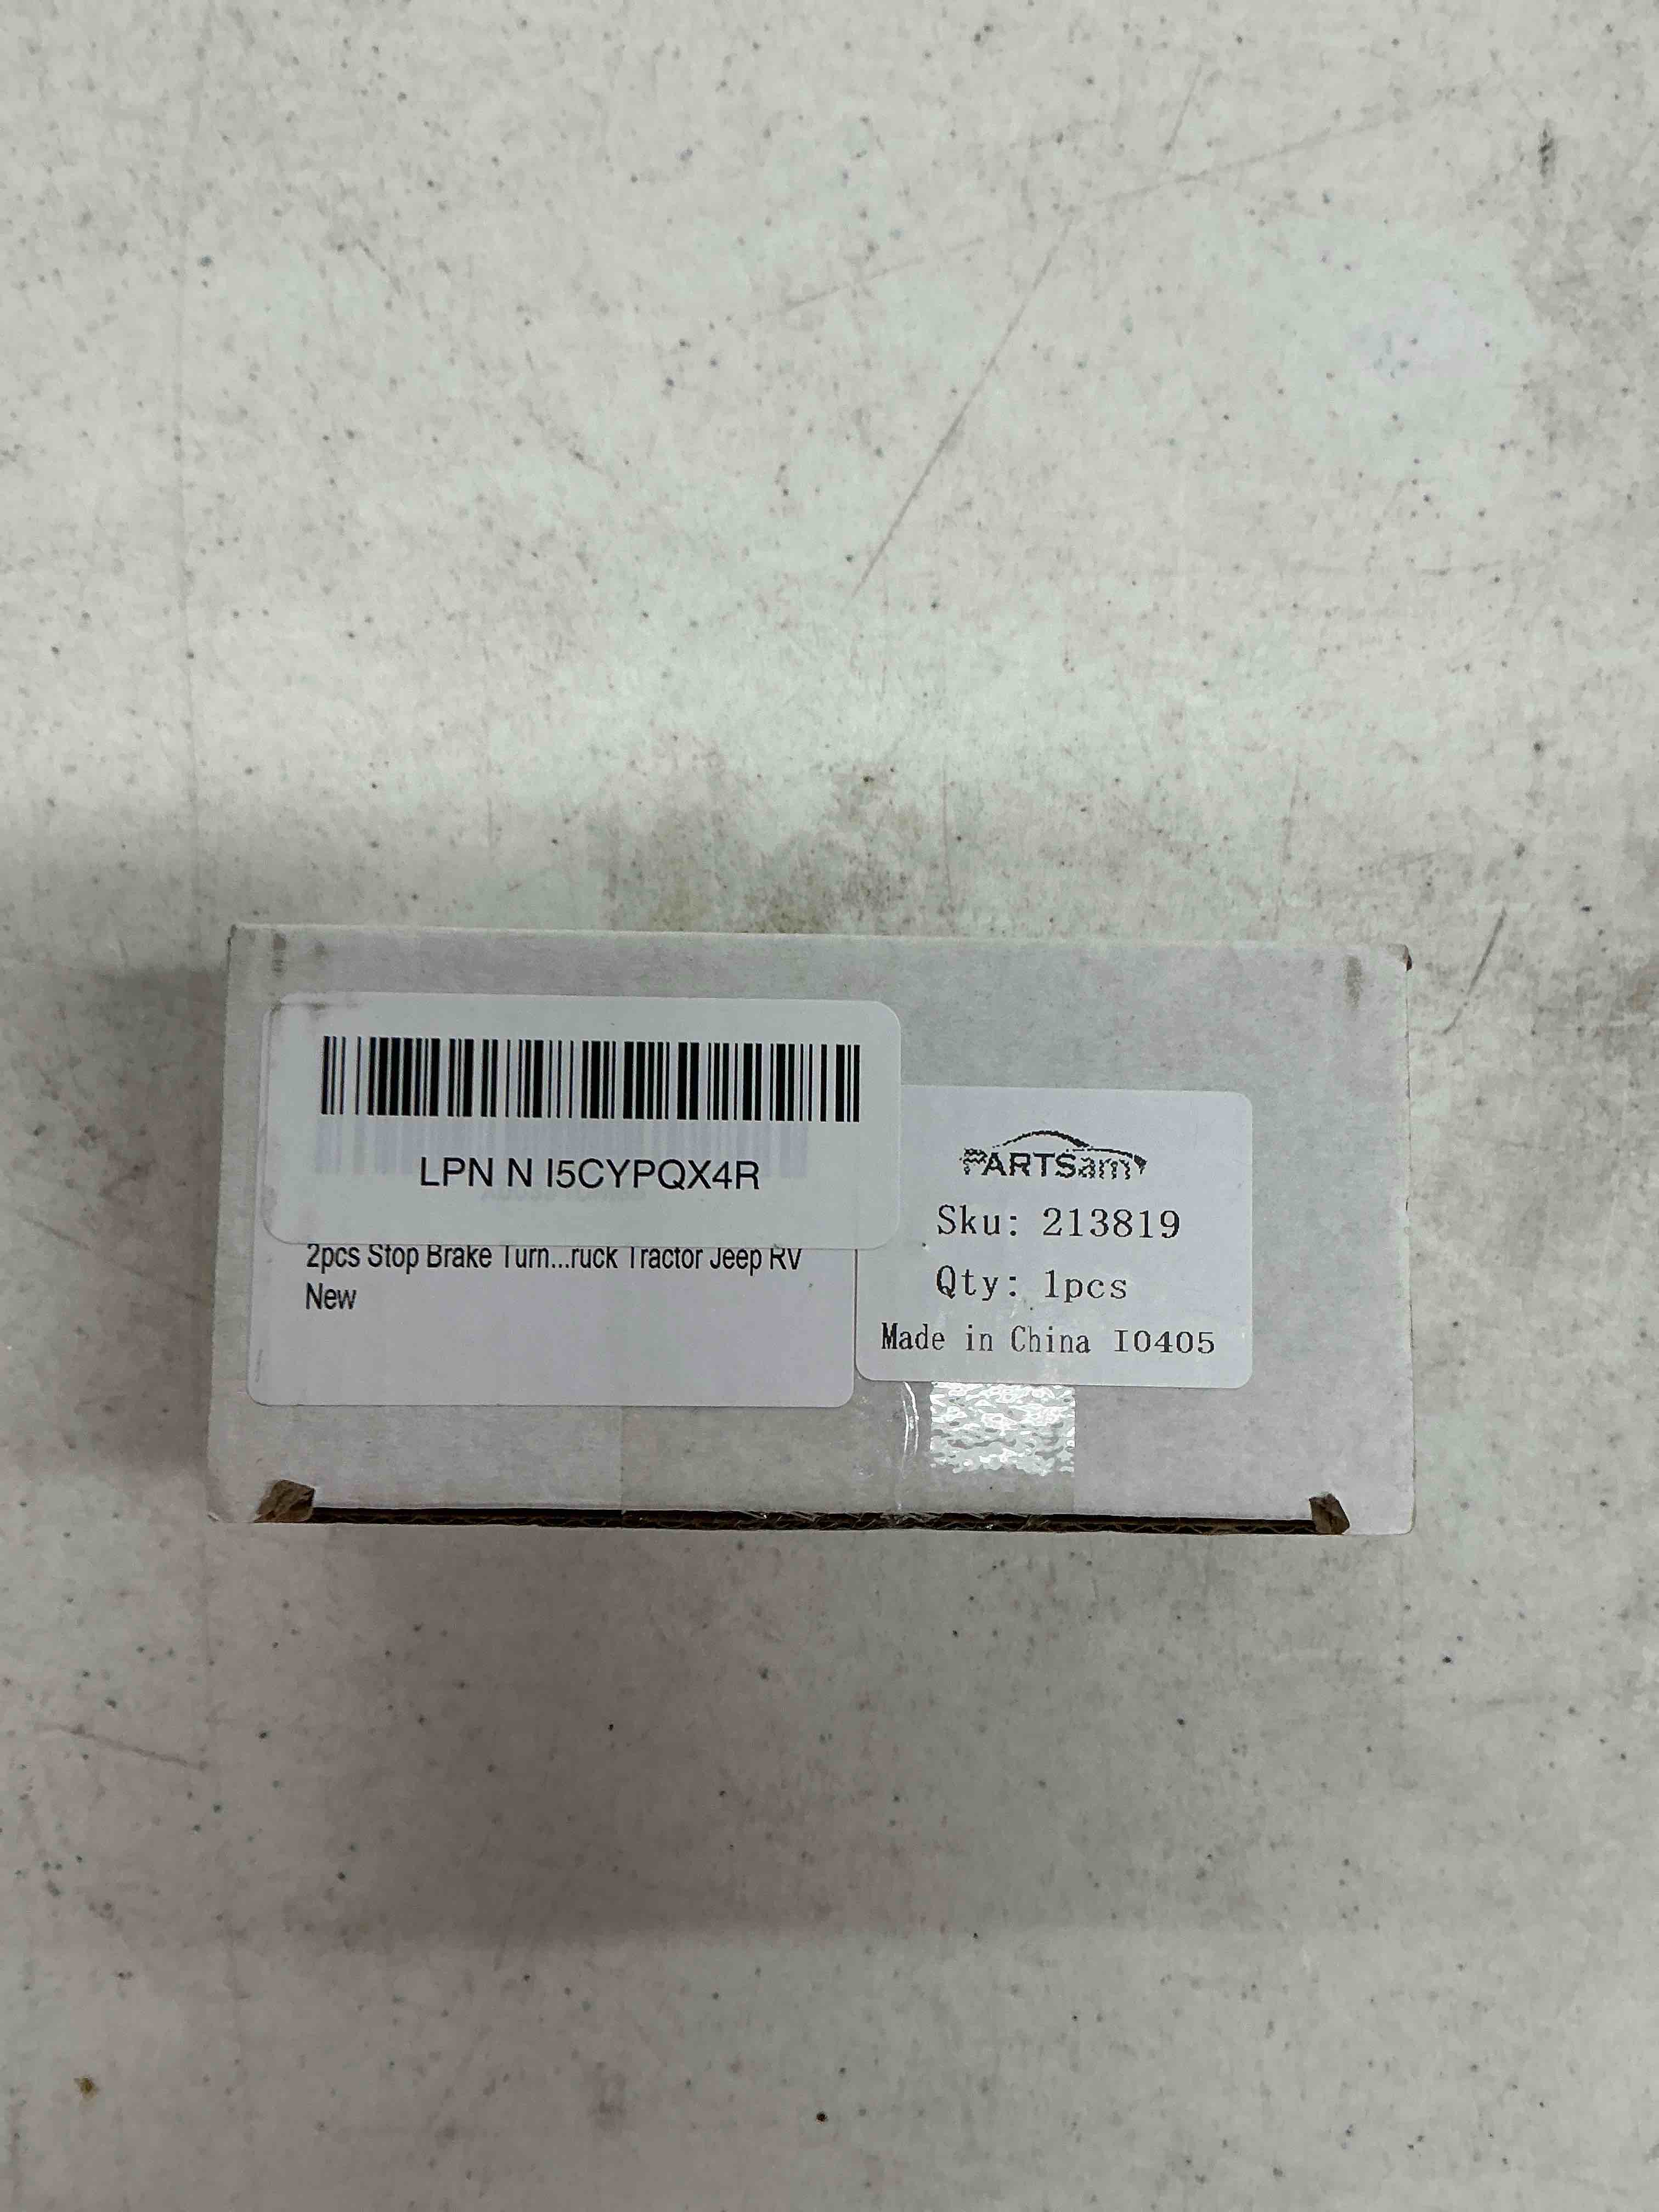 LPN N I5CYPQX4R
2pcs Stop Brake Turn...ruck Tractor Jeep RV
New
PARTSam
Sku: 213819
Qty: 1pcs
Made in China I0405